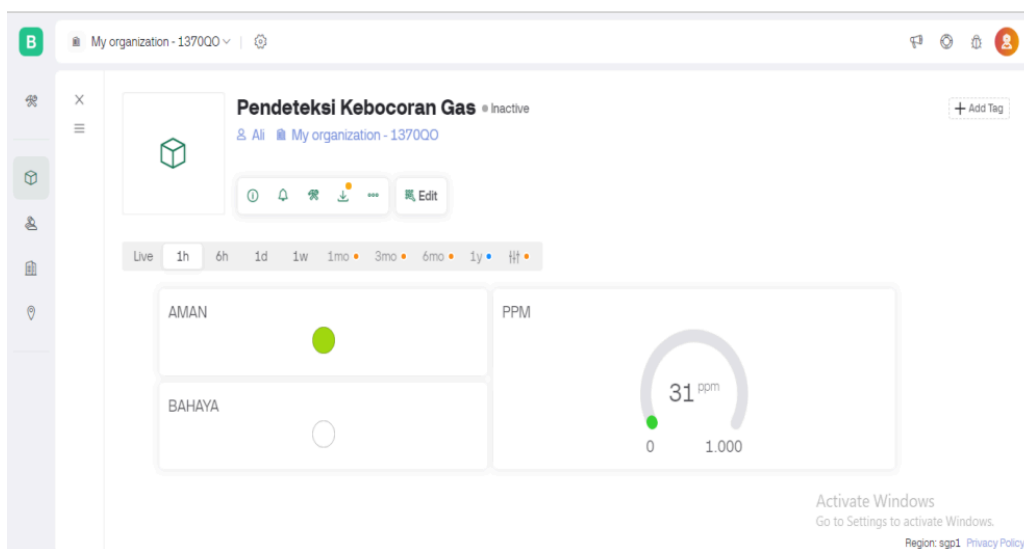 B
My organization - 1370QO
Pendeteksi Kebocoran Gas Inactive
Add Tag
Ali My organization - 1370QO
Edit
Live 1h 6h 1d 1w 1mo 3mo 6mo 1y
AMAN
PPM
31 ppm
0 1.000
BAHAYA
Activate Windows
Go to Settings to activate Windows.
Region: sgp1 Privacy Policy